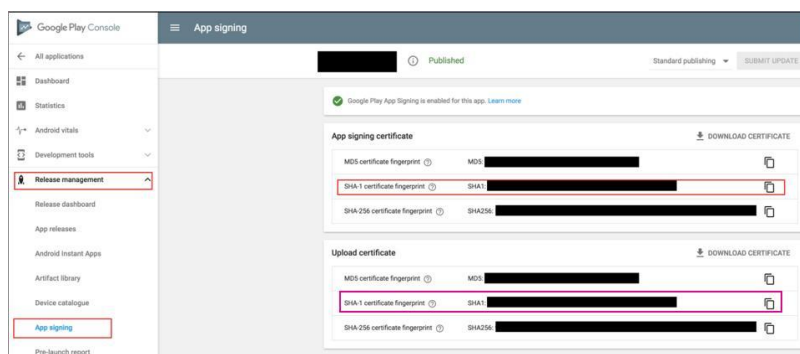 Google Play Console
App signing
All applications
Published
Standard publishing
SUBMIT UPDATE
Dashboard
Statistics
Android vitals
Development tools
Release management
Release dashboard
App releases
Android Instant Apps
Artifact library
Device catalogue
App signing
Pre-launch report
Google Play App Signing is enabled for this app. Learn more
App signing certificate
DOWNLOAD CERTIFICATE
MD5 certificate fingerprint
MD5:
SHA-1 certificate fingerprint
SHA1:
SHA-256 certificate fingerprint
SHA256:
Upload certificate
DOWNLOAD CERTIFICATE
MD5 certificate fingerprint
MD5:
SHA-1 certificate fingerprint
SHA1:
SHA-256 certificate fingerprint
SHA256: